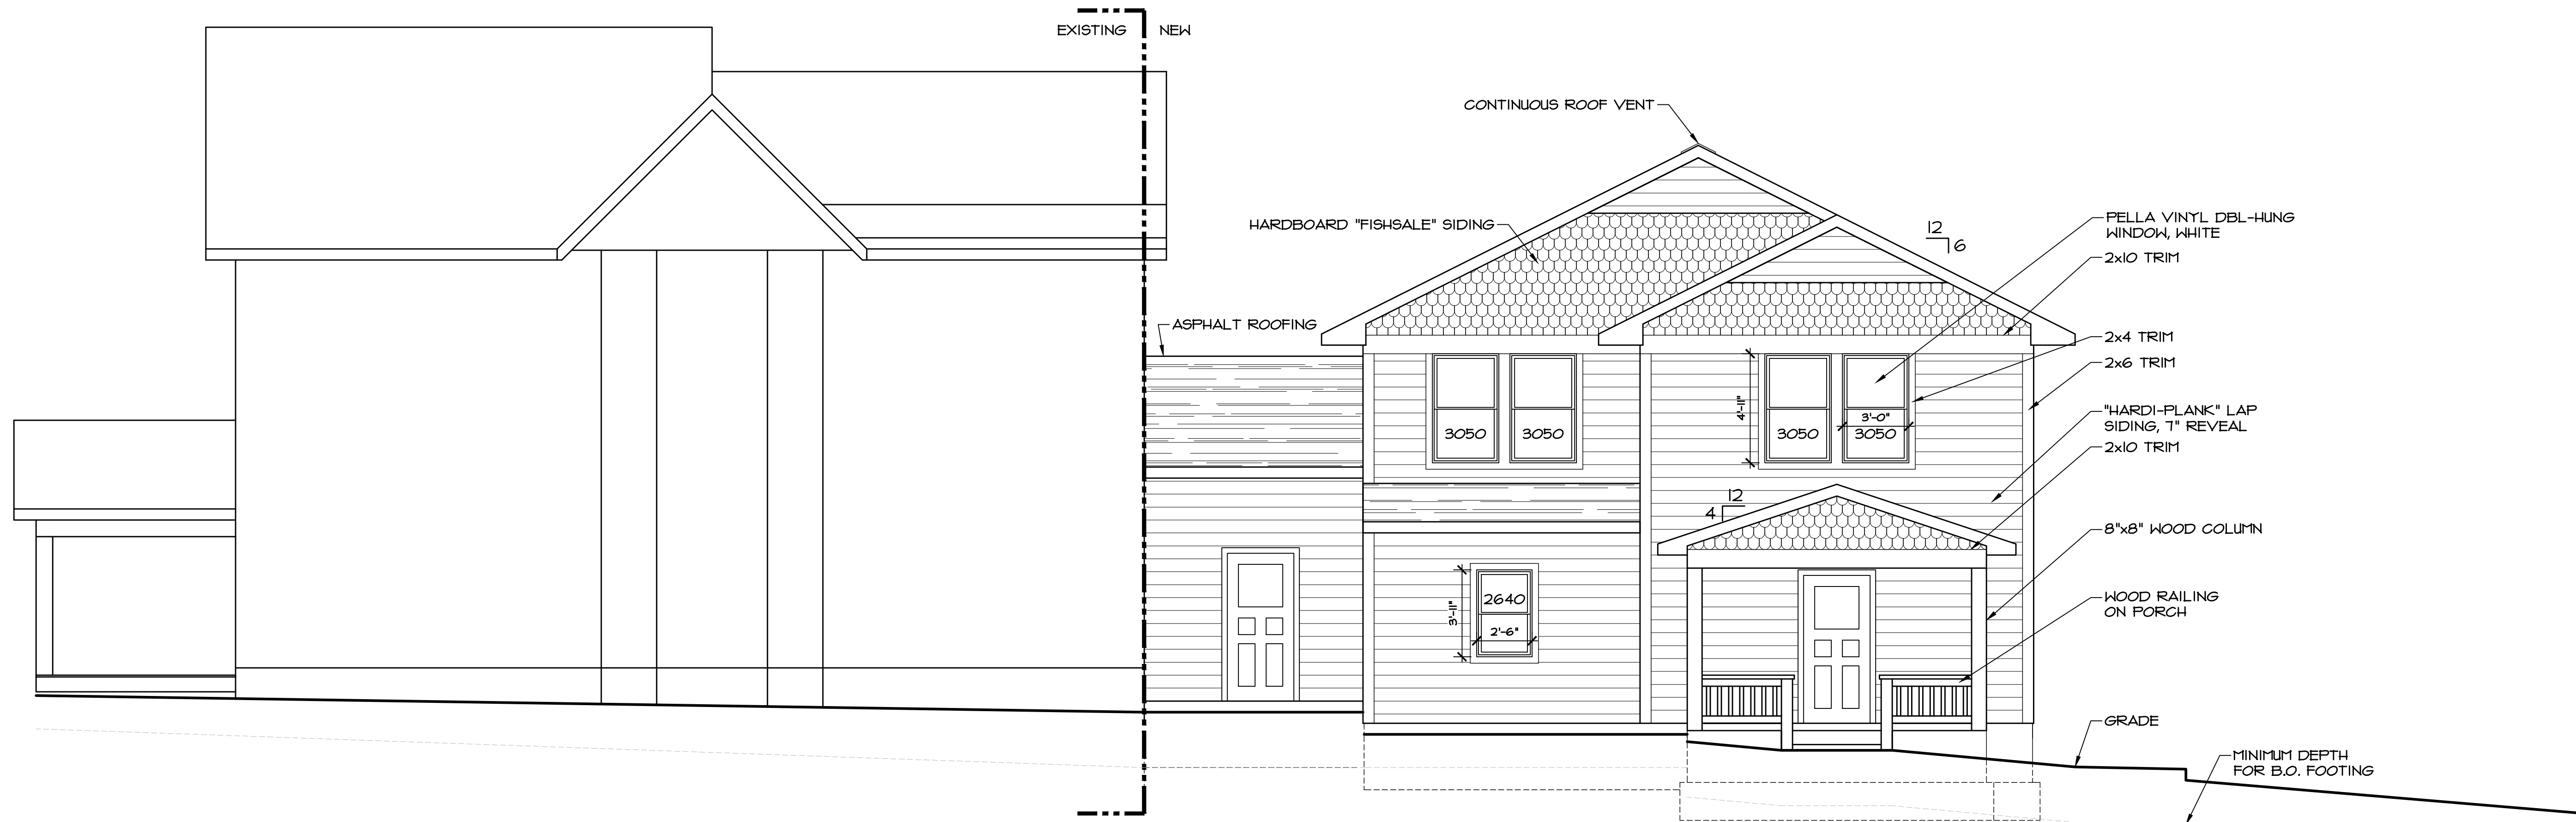 EXISTING
NEW
CONTINUOUS ROOF VENT
HARDBOARD "FISHSALE" SIDING
12
6
PELLA VINYL DBL-HUNG
WINDOW, WHITE
2x10 TRIM
ASPHALT ROOFING
2x4 TRIM
2x6 TRIM
4'-11"
3'-0"
3050
3050
3050
3050
"HARDI-PLANK" LAP
SIDING, 7" REVEAL
2x10 TRIM
12
4
8"x8" WOOD COLUMN
2640
3'-11"
2'-6"
WOOD RAILING
ON PORCH
GRADE
MINIMUM DEPTH
FOR B.O. FOOTING